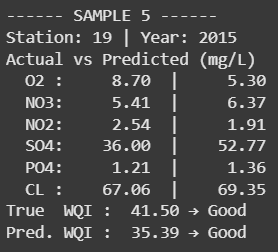 ------ SAMPLE 5 ------
Station: 19 | Year: 2015
Actual vs Predicted (mg/L)
O2 : 8.70 | 5.30
NO3: 5.41 | 6.37
NO2: 2.54 | 1.91
SO4: 36.00 | 52.77
PO4: 1.21 | 1.36
CL : 67.06 | 69.35
True WQI : 41.50 → Good
Pred. WQI : 35.39 → Good